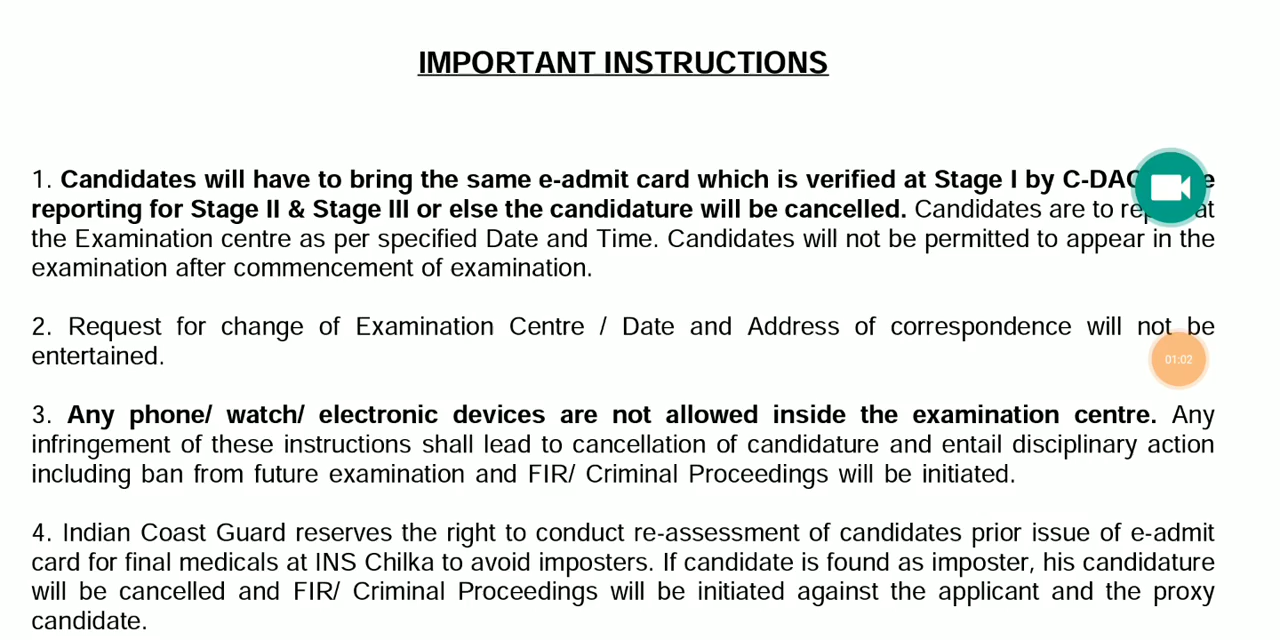 IMPORTANT INSTRUCTIONS
1. Candidates will have to bring the same e-admit card which is verified at Stage I by C-DAC
reporting for Stage II & Stage III or else the candidature will be cancelled. Candidates are to at
the Examination centre as per specified Date and Time. Candidates will not be permitted to appear in the
examination after commencement of examination.
2. Request for change of Examination Centre / Date and Address of correspondence will not be
entertained.
01:02
3. Any phone/ watch/ electronic devices are not allowed inside the examination centre. Any
infringement of these instructions shall lead to cancellation of candidature and entail disciplinary action
including ban from future examination and FIR/ Criminal Proceedings will be initiated.
4. Indian Coast Guard reserves the right to conduct re-assessment of candidates prior issue of e-admit
card for final medicals at INS Chilka to avoid imposters. If candidate is found as imposter, his candidature
will be cancelled and FIR/ Criminal Proceedings will be initiated against the applicant and the proxy
candidate.